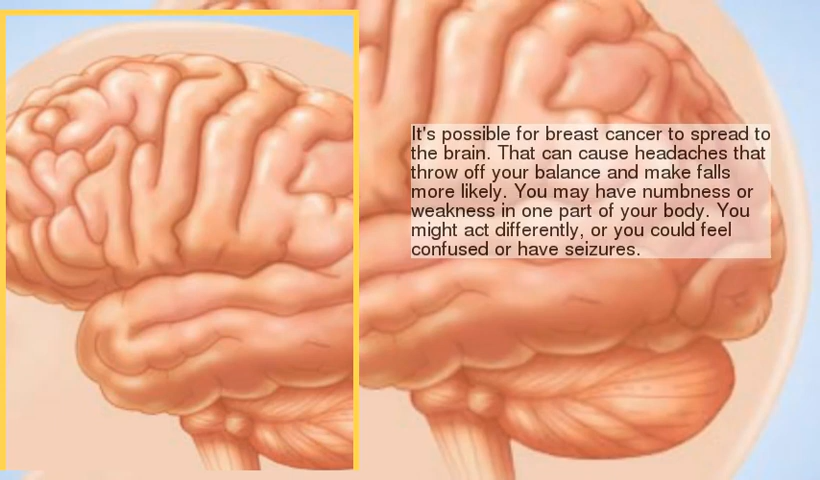 It's possible for breast cancer to spread to
the brain. That can cause headaches that
throw off your balance and make falls
more likely. You may have numbness or
weakness in one part of your body. You
might act differently, or you could feel
confused or have seizures.